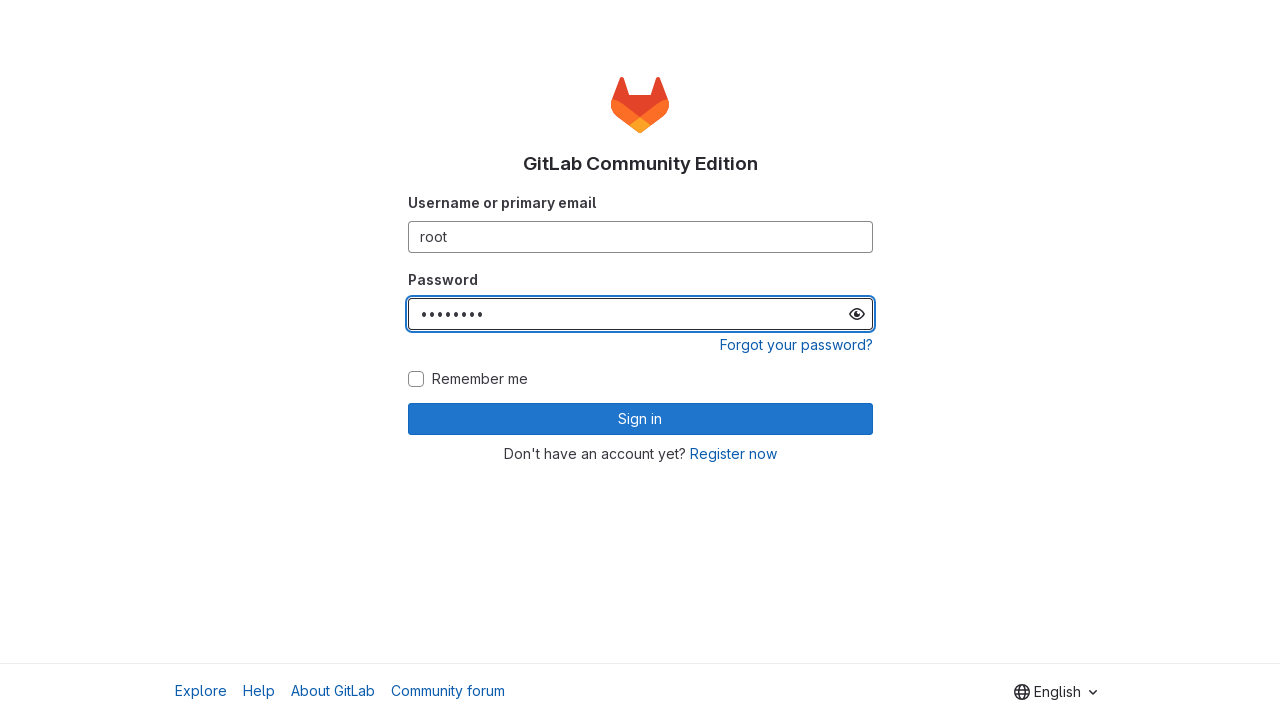 GitLab Community Edition
Username or primary email
root
Password
••••••••
Forgot your password?
Remember me
Sign in
Don't have an account yet? Register now
Explore Help About GitLab Community forum English